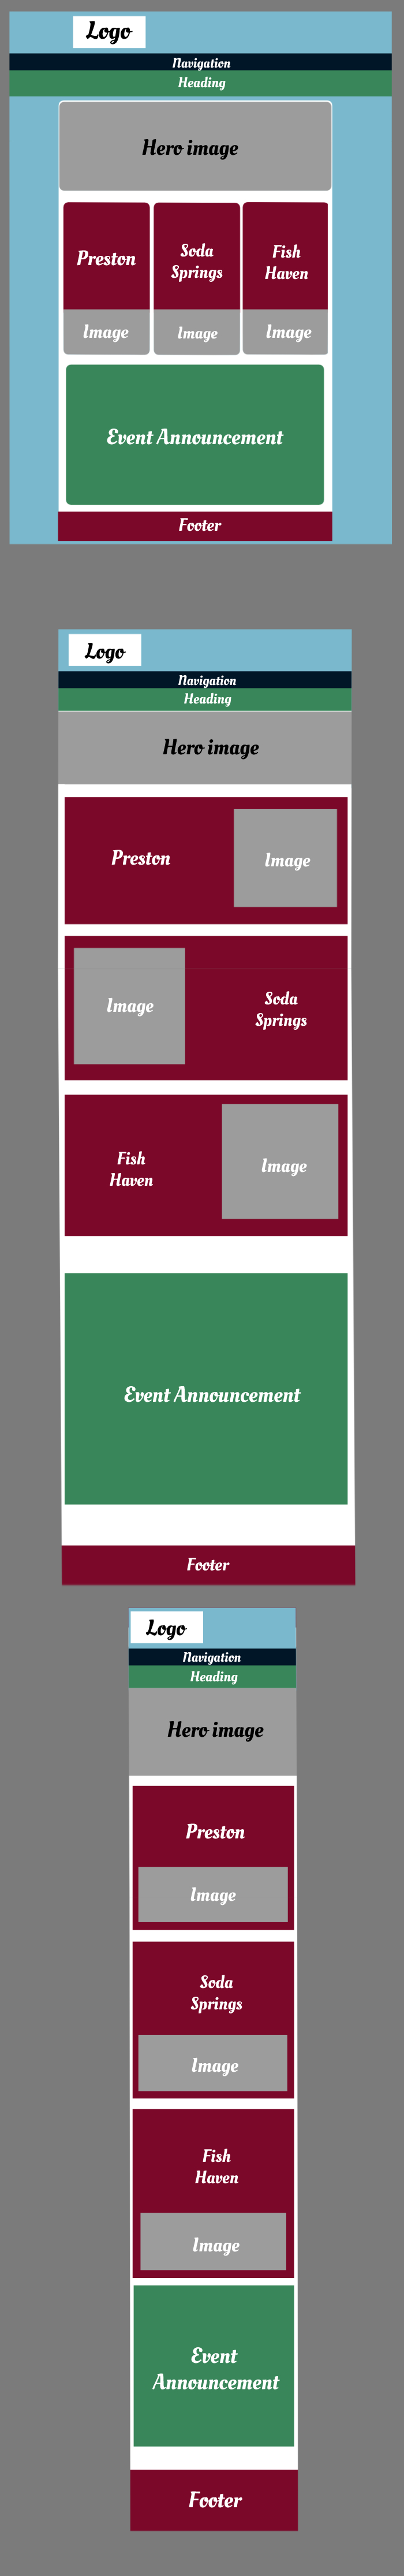 Logo
Navigation
Heading
Hero image
Preston
Soda
Springs
Fish
Haven
Image
Image
Image
Event Announcement
Footer
Logo
Navigation
Heading
Hero image
Preston
Image
Image
Soda
Springs
Fish
Haven
Image
Event Announcement
Footer
Logo
Navigation
Heading
Hero image
Preston
Image
Soda
Springs
Image
Fish
Haven
Image
Event
Announcement
Footer